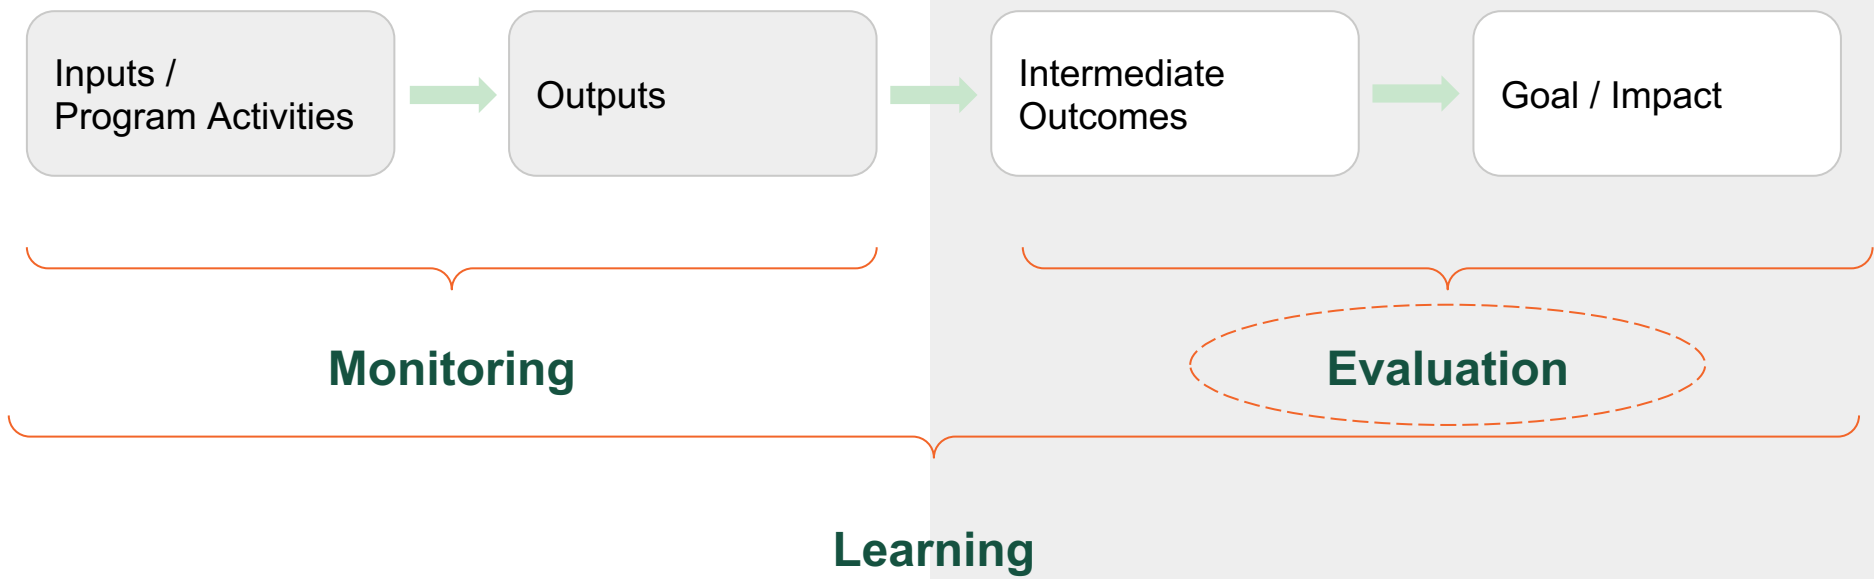 Inputs /
Program Activities
Outputs
Intermediate
Outcomes
Goal / Impact
Monitoring
Evaluation
Learning